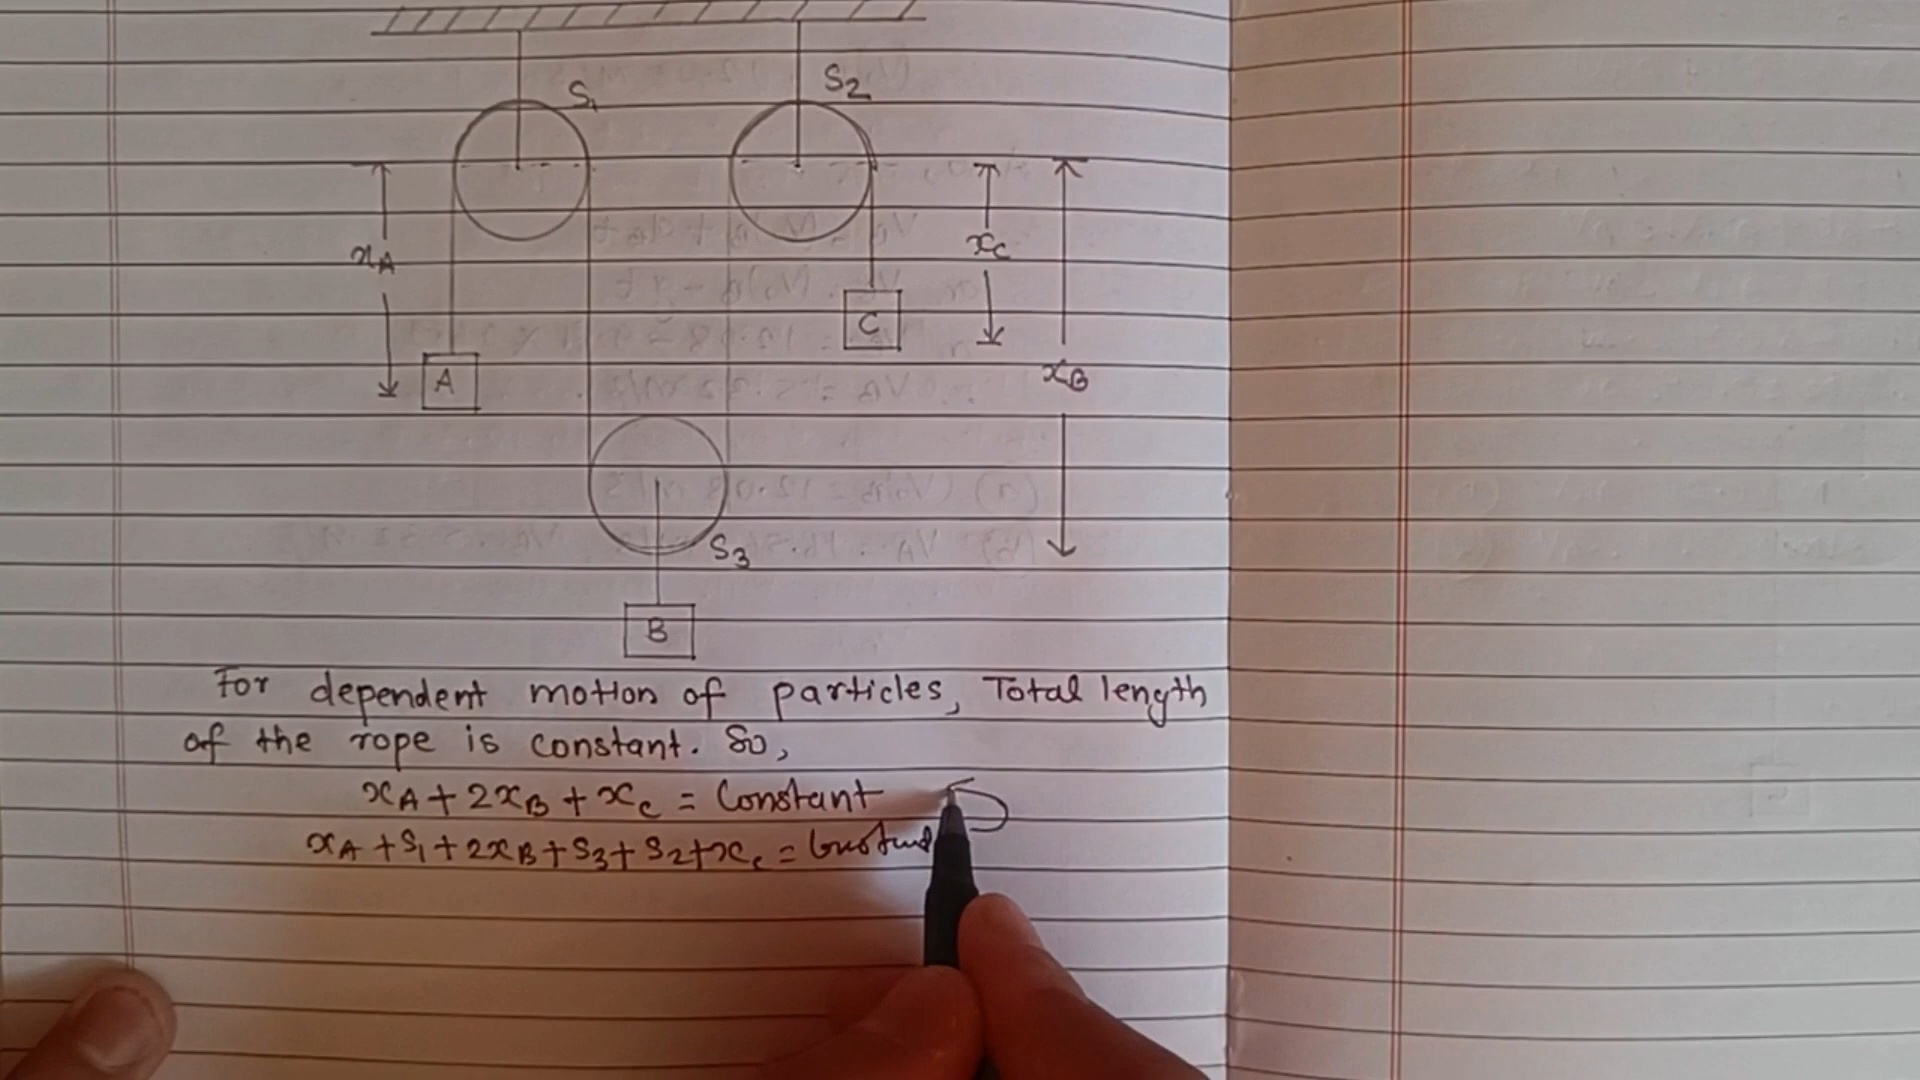 S₁
S₂
xA
xC
C
A
xB
S₃
B
For dependent motion of particles, Total length
of the rope is constant. So,
xA + 2xB + xC = Constant
xA + S₁ + 2xB + S₃ + S₂ + xC =